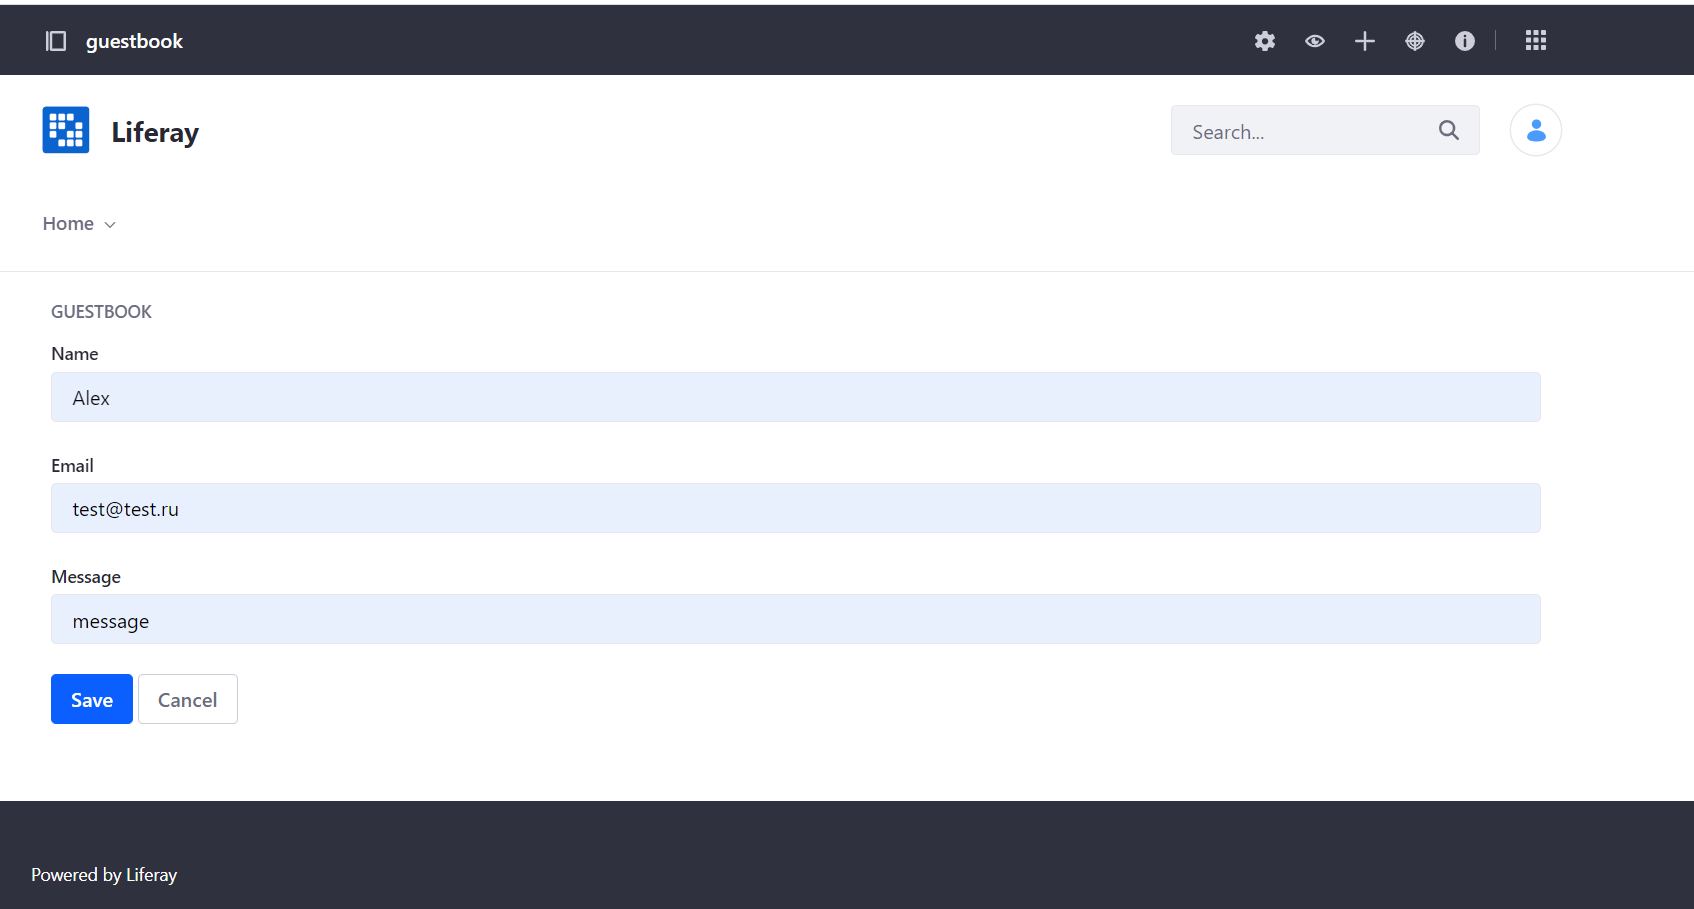 guestbook
Liferay
Search...
Home
GUESTBOOK
Name
Alex
Email
test@test.ru
Message
message
Save Cancel
Powered by Liferay